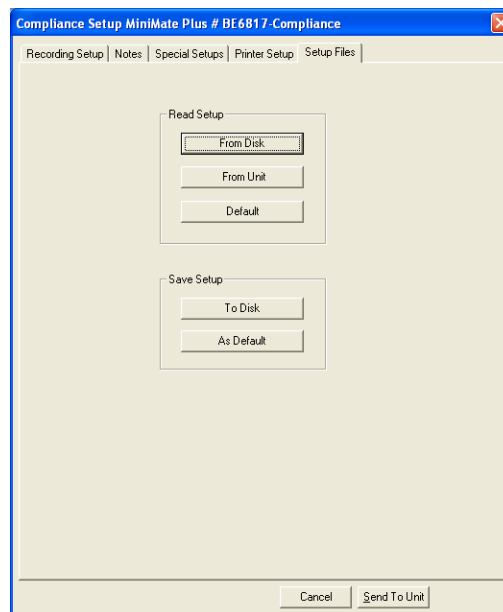 Compliance Setup MiniMate Plus # BE6817-Compliance
Recording Setup Notes Special Setups Printer Setup Setup Files
Read Setup
From Disk
From Unit
Default
Save Setup
To Disk
As Default
Cancel Send To Unit